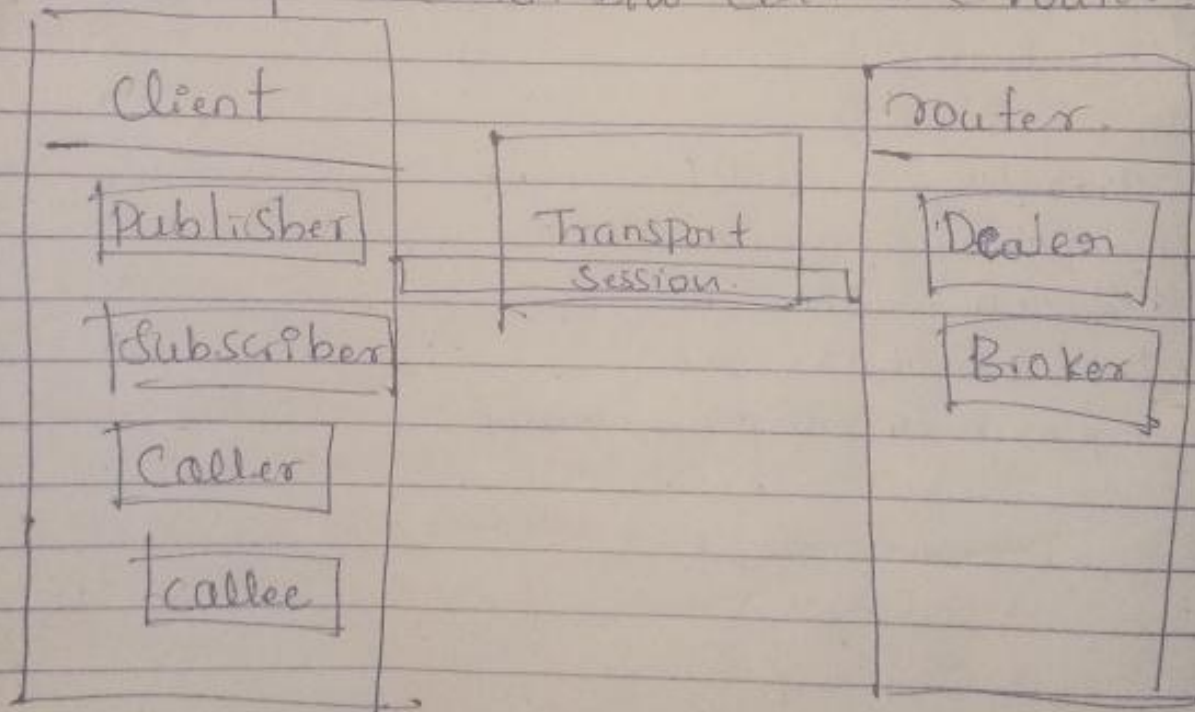 Client
Publisher
Subscriber
Caller
callee
Transport
Session.
router.
Dealer
Broker